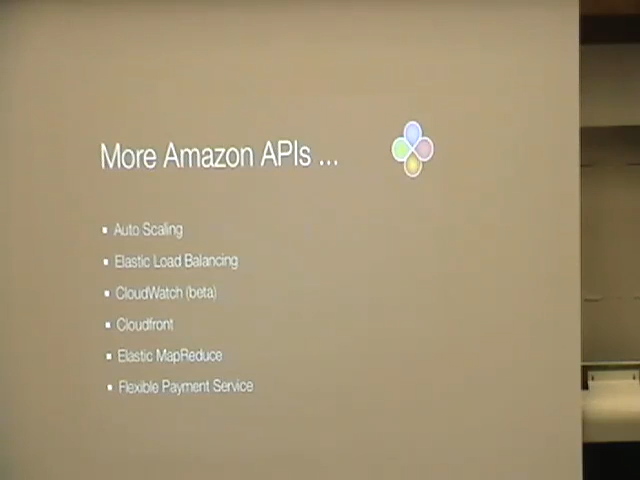 More Amazon APIs ...
Auto Scaling
Elastic Load Balancing
CloudWatch (beta)
Cloudfront
Elastic MapReduce
Flexible Payment Service